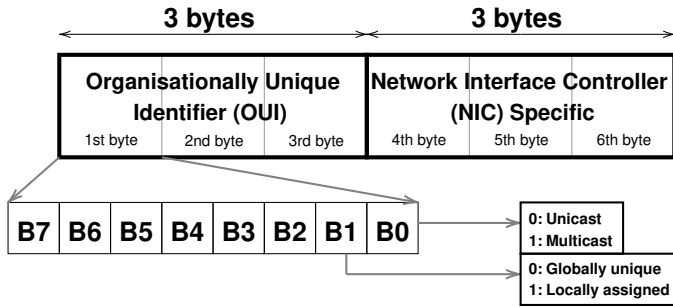 3 bytes 3 bytes
Organisationally Unique Network Interface Controller
Identifier (OUI) (NIC) Specific
1st byte 2nd byte 3rd byte 4th byte 5th byte 6th byte
B7 B6 B5 B4 B3 B2 B1 B0
0: Unicast
1: Multicast
0: Globally unique
1: Locally assigned